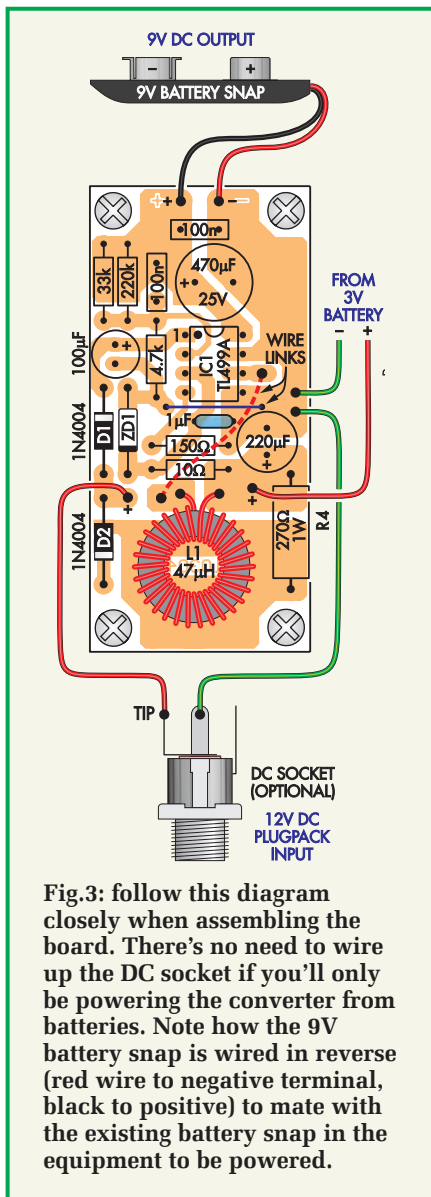 9V DC OUTPUT
– +
9V BATTERY SNAP
+ –
100n
33k
220k
100n
470µF
+
25V
FROM
3V
BATTERY
– +
100µF
+
4.7k
1
IC1
TL499A
WIRE
LINKS
1µF
220µF
+
1N4004
D1
ZD1
150Ω
10Ω
+
+
1N4004
D2
L1
47µH
270Ω
1W
R4
TIP
DC SOCKET
(OPTIONAL)
12V DC
PLUGPACK
INPUT
Fig.3: follow this diagram
closely when assembling the
board. There's no need to wire
up the DC socket if you'll only
be powering the converter from
batteries. Note how the 9V
battery snap is wired in reverse
(red wire to negative terminal,
black to positive) to mate with
the existing battery snap in the
equipment to be powered.